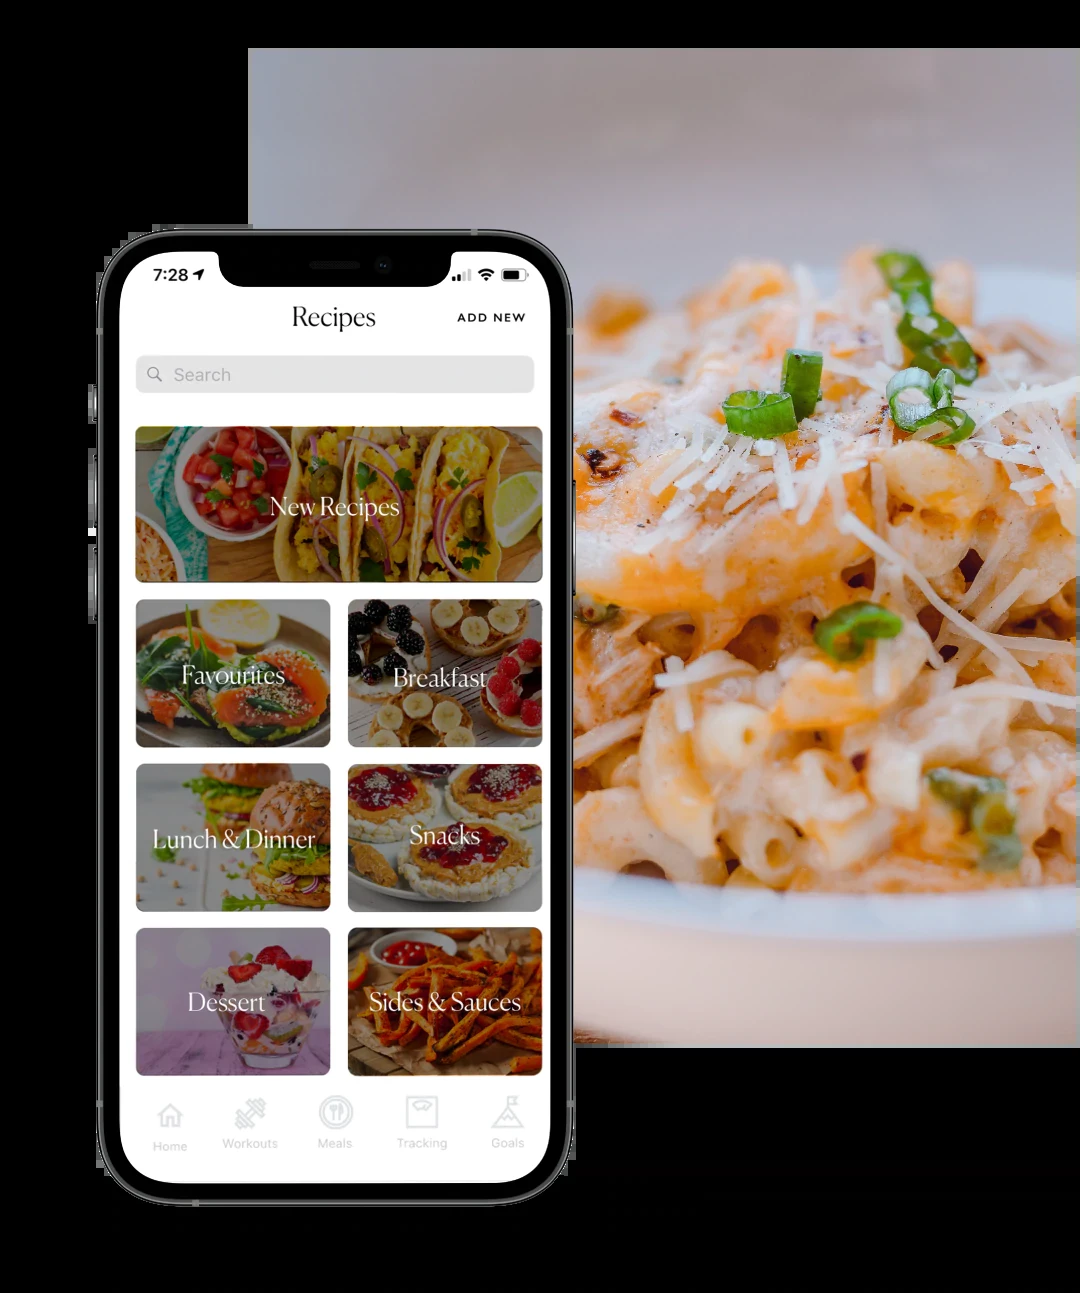 7:28
Recipes
ADD NEW
Search
New Recipes
Favourites
Breakfast
Lunch & Dinner
Snacks
Dessert
Sides & Sauces
Home
Workouts
Meals
Tracking
Goals